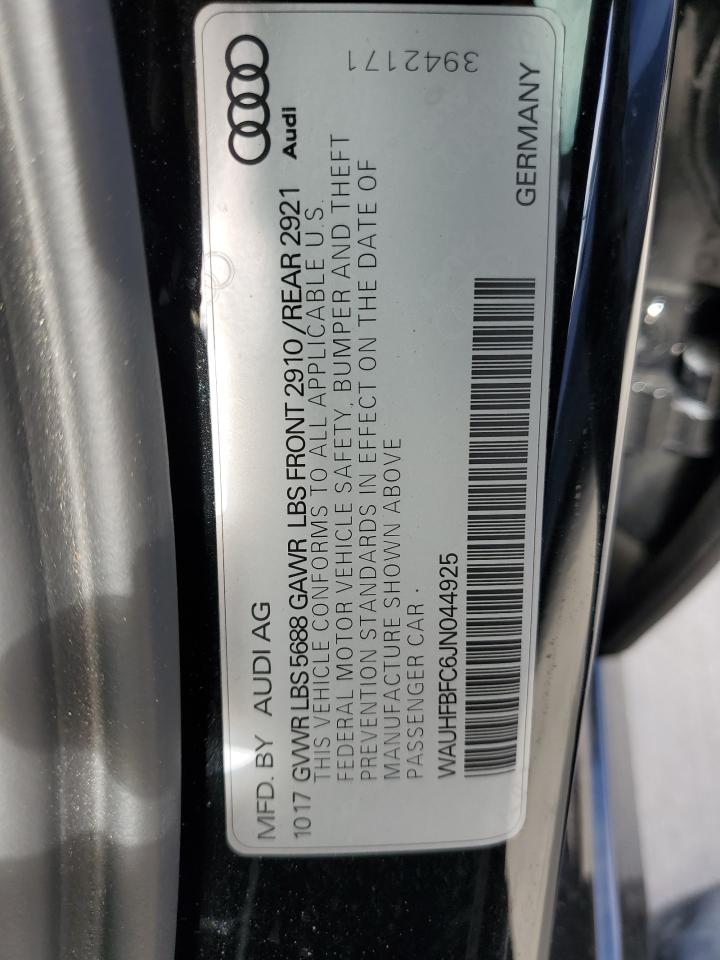 MFD. BY AUDI AG
Audi
1017 GVWR LBS 5688 GAWR LBS FRONT 2910 / REAR 2921
THIS VEHICLE CONFORMS TO ALL APPLICABLE U.S.
FEDERAL MOTOR VEHICLE SAFETY, BUMPER AND THEFT
PREVENTION STANDARDS IN EFFECT ON THE DATE OF
MANUFACTURE SHOWN ABOVE
PASSENGER CAR.
3942171
WAUHFBFC6JN044925
GERMANY